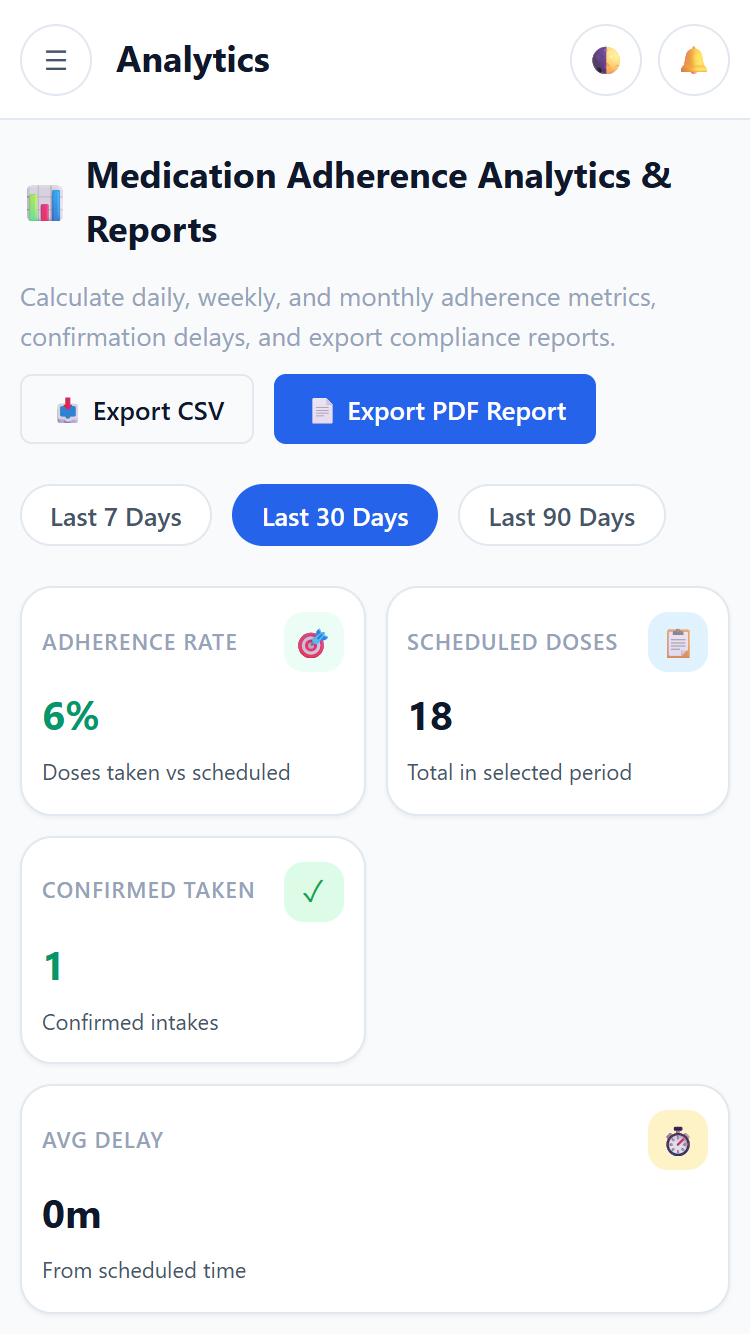 ☰ Analytics
Medication Adherence Analytics &
Reports
Calculate daily, weekly, and monthly adherence metrics,
confirmation delays, and export compliance reports.
Export CSV
Export PDF Report
Last 7 Days
Last 30 Days
Last 90 Days
ADHERENCE RATE
6%
Doses taken vs scheduled
SCHEDULED DOSES
18
Total in selected period
CONFIRMED TAKEN
✓
1
Confirmed intakes
AVG DELAY
0m
From scheduled time